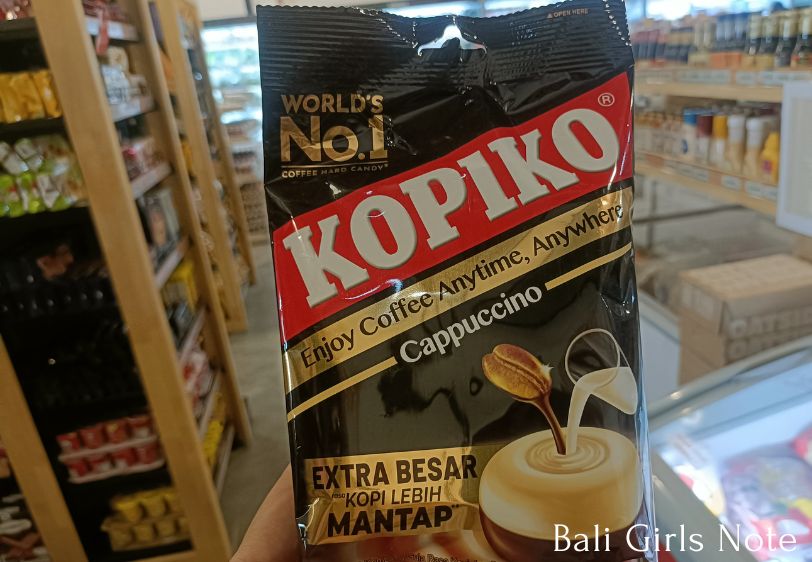 OPEN HERE
WORLD'S
No.1
COFFEE HARD CANDY*
KOPIKO®
Enjoy Coffee Anytime, Anywhere
Cappuccino
EXTRA BESAR
KOPI LEBIH
MANTAP**
Bali Girls Note